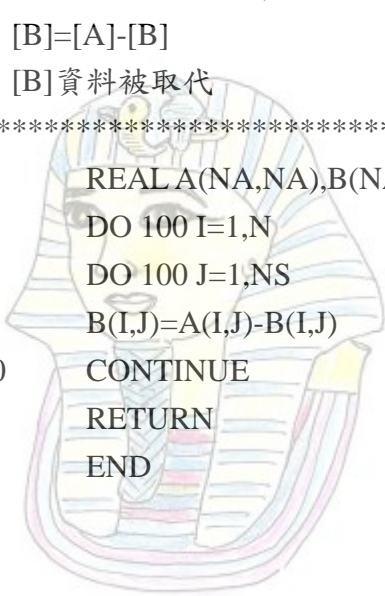 [B]=[A]-[B]
[B]資料被取代
*****************************
REAL A(NA,NA),B(NA
DO 100 I=1,N
DO 100 J=1,NS
B(I,J)=A(I,J)-B(I,J)
0 CONTINUE
RETURN
END